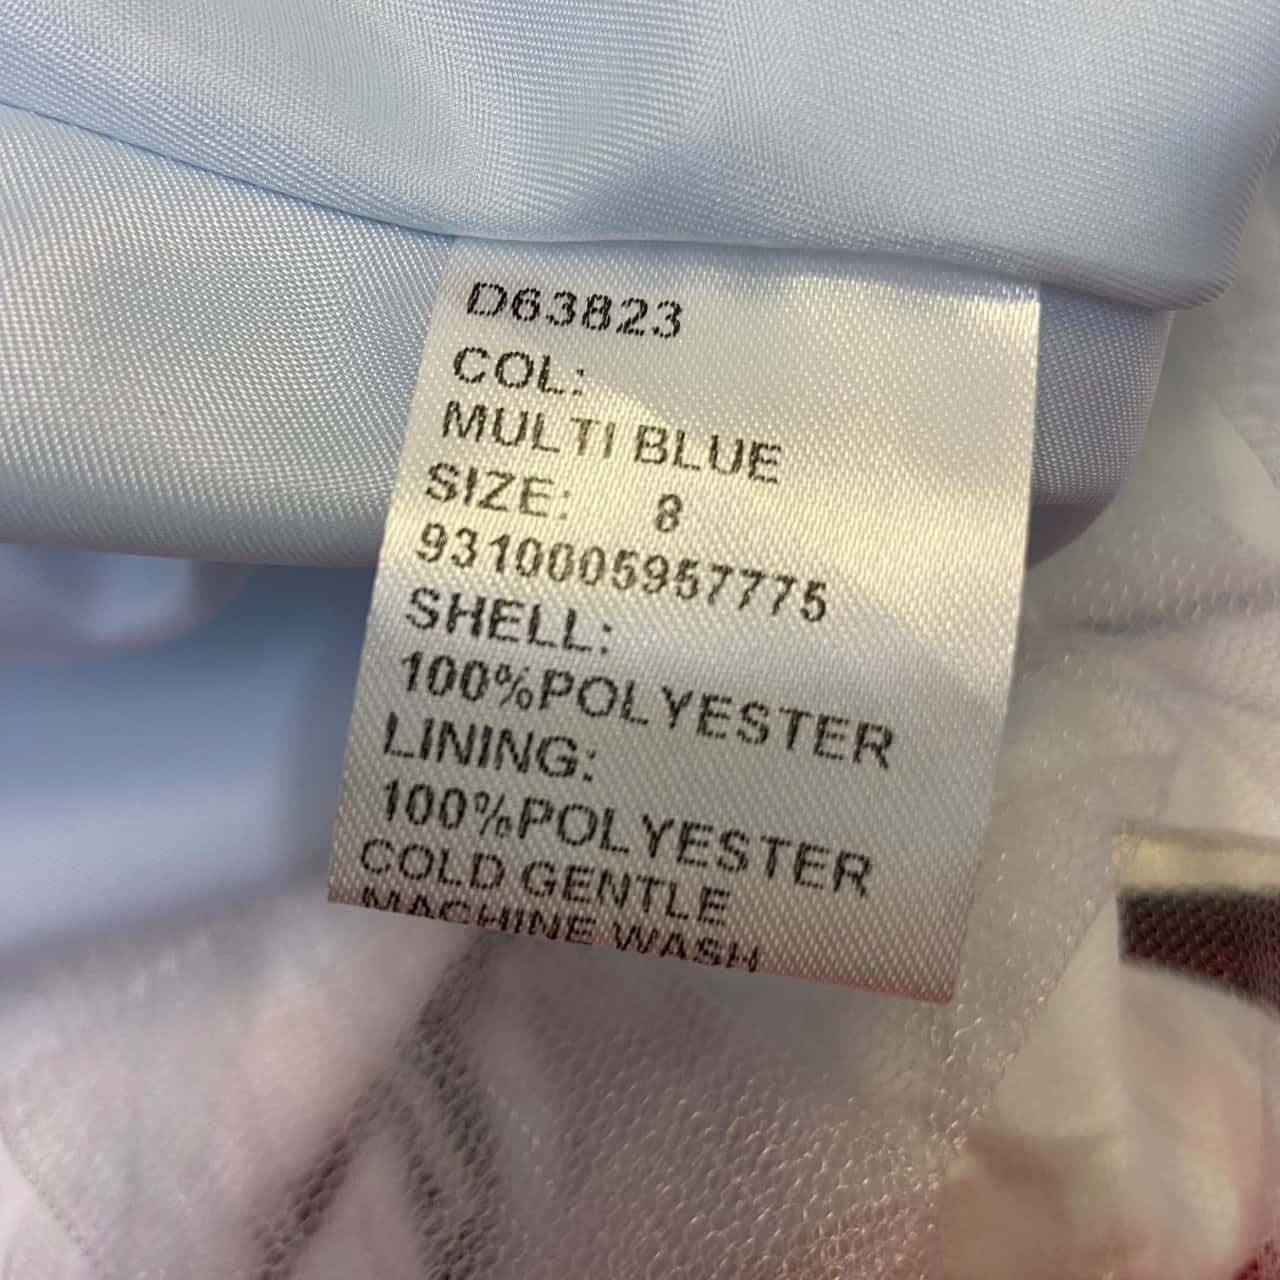 D63823
COL:
MULTI BLUE
SIZE: 8
9310005957775
SHELL:
100%POLYESTER
LINING:
100%POLYESTER
COLD GENTLE
MACHINE WASH